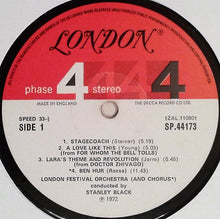 LONDON®
phase 4 stereo 4
MADE IN ENGLAND THE DECCA RECORD CO. LTD.
SPEED 33⅓ (ZAL.11080)
SIDE 1 SP.44173
1. STAGECOACH (Steiner) (5.19)
2. A LOVE LIKE THIS (Young) (5.03)
(from FOR WHOM THE BELL TOLLS)
3. LARA'S THEME AND REVOLUTION (Jarre) (5.45)
(from DOCTOR ZHIVAGO)
*4. BEN HUR (Rozsa) (11.43)
LONDON FESTIVAL ORCHESTRA (AND CHORUS*)
conducted by
STANLEY BLACK
℗ 1972